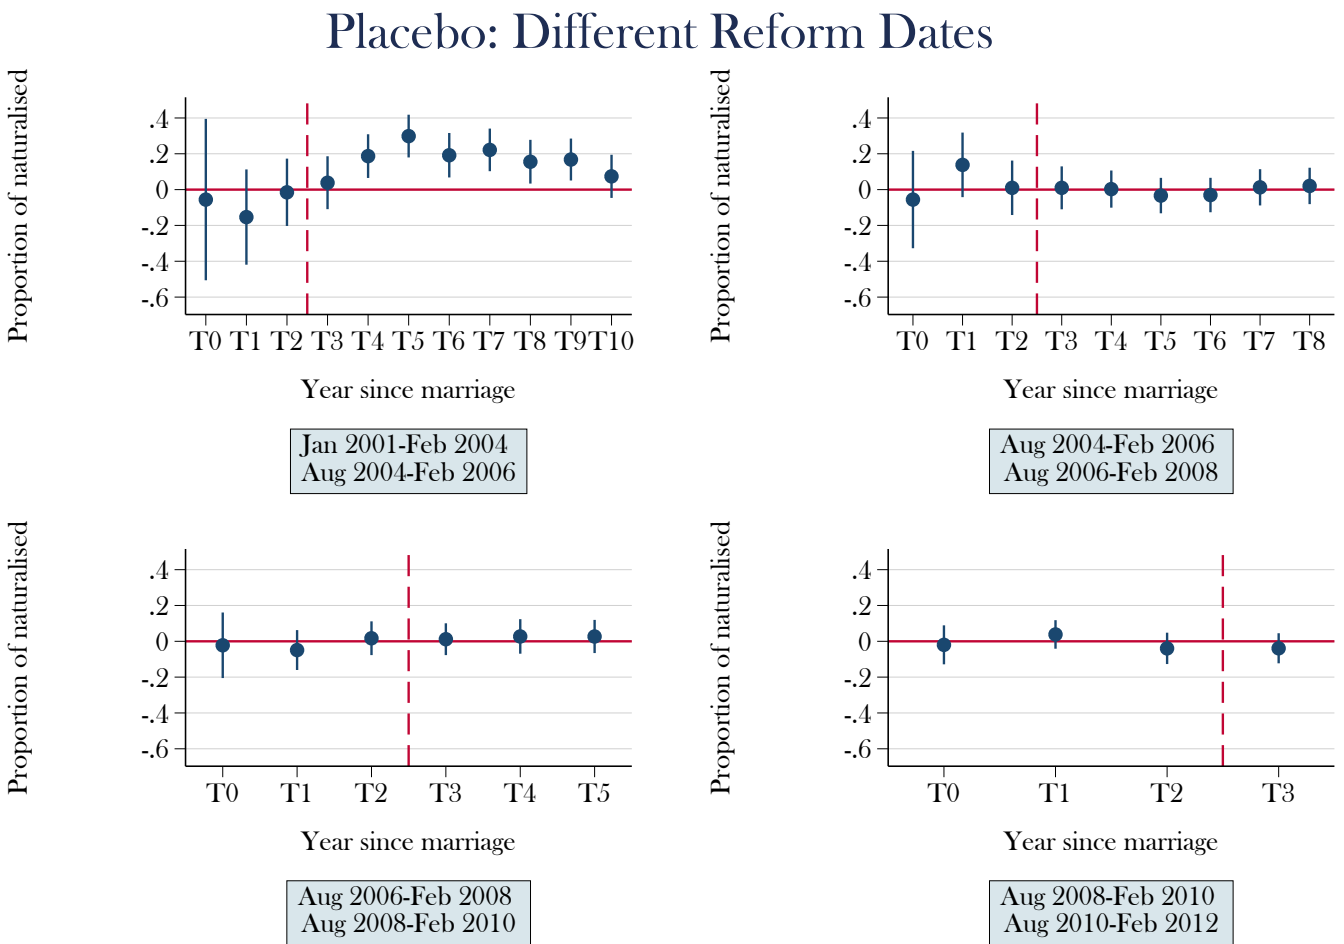 Placebo: Different Reform Dates
Proportion of naturalised
.4
.2
0
-.2
-.4
-.6
T0 T1 T2 T3 T4 T5 T6 T7 T8 T9 T10
Year since marriage
Jan 2001-Feb 2004
Aug 2004-Feb 2006
Proportion of naturalised
.4
.2
0
-.2
-.4
-.6
T0 T1 T2 T3 T4 T5 T6 T7 T8
Year since marriage
Aug 2004-Feb 2006
Aug 2006-Feb 2008
Proportion of naturalised
.4
.2
0
-.2
-.4
-.6
T0 T1 T2 T3 T4 T5
Year since marriage
Aug 2006-Feb 2008
Aug 2008-Feb 2010
Proportion of naturalised
.4
.2
0
-.2
-.4
-.6
T0 T1 T2 T3
Year since marriage
Aug 2008-Feb 2010
Aug 2010-Feb 2012